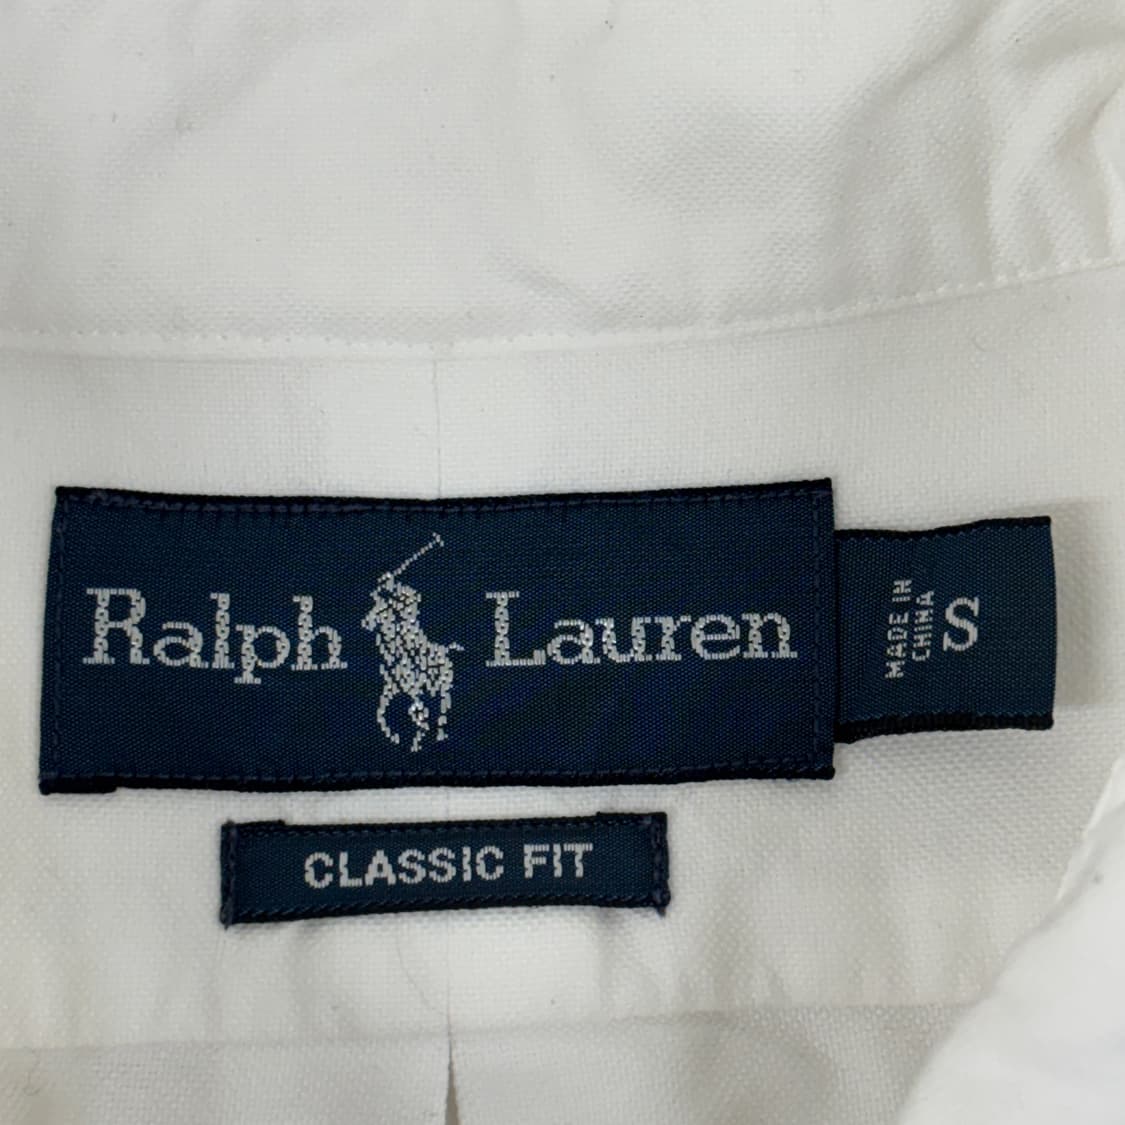 Ralph Lauren
MADE IN
CHINA
S
CLASSIC FIT